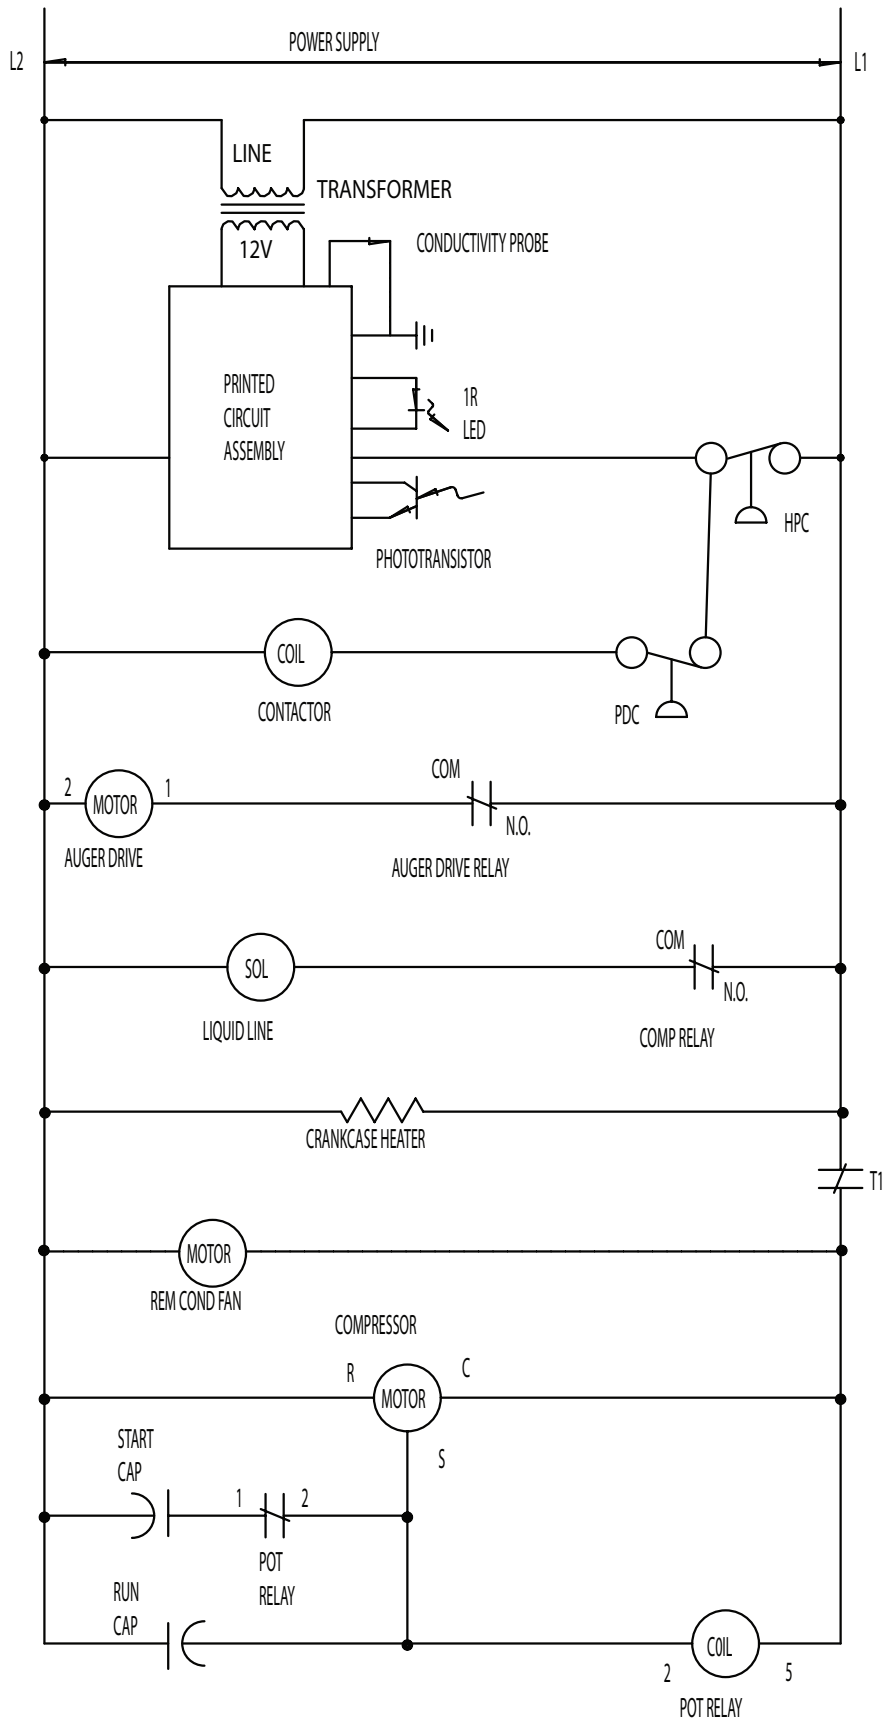 POWER SUPPLY
L2
L1
LINE
TRANSFORMER
12V
CONDUCTIVITY PROBE
PRINTED
CIRCUIT
ASSEMBLY
1R
LED
HPC
PHOTOTRANSISTOR
COIL
CONTACTOR
PDC
COM
2
1
MOTOR
N.O.
AUGER DRIVE
AUGER DRIVE RELAY
COM
SOL
N.O.
LIQUID LINE
COMP RELAY
CRANKCASE HEATER
T1
MOTOR
REM COND FAN
COMPRESSOR
R
C
MOTOR
START
CAP
S
1
2
POT
RELAY
RUN
CAP
COIL
2
5
POT RELAY